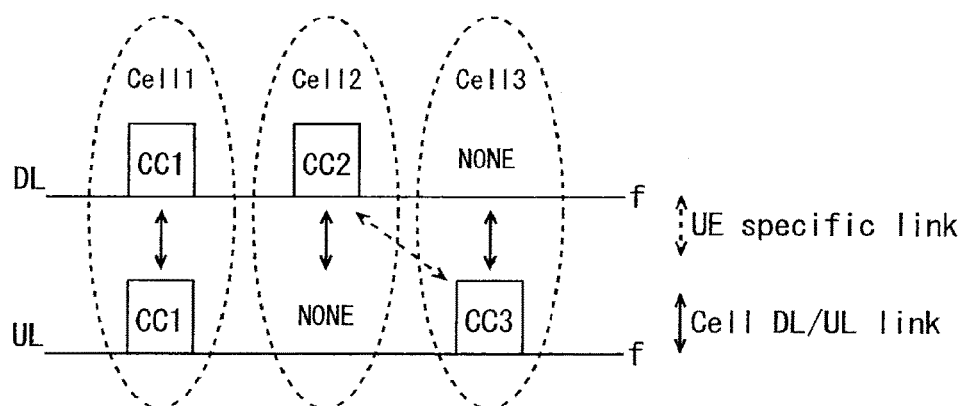 Cell1 Cell2 Cell3
CC1 CC2 NONE
DL f
UE specific link
CC1 NONE CC3
Cell DL/UL link
UL f